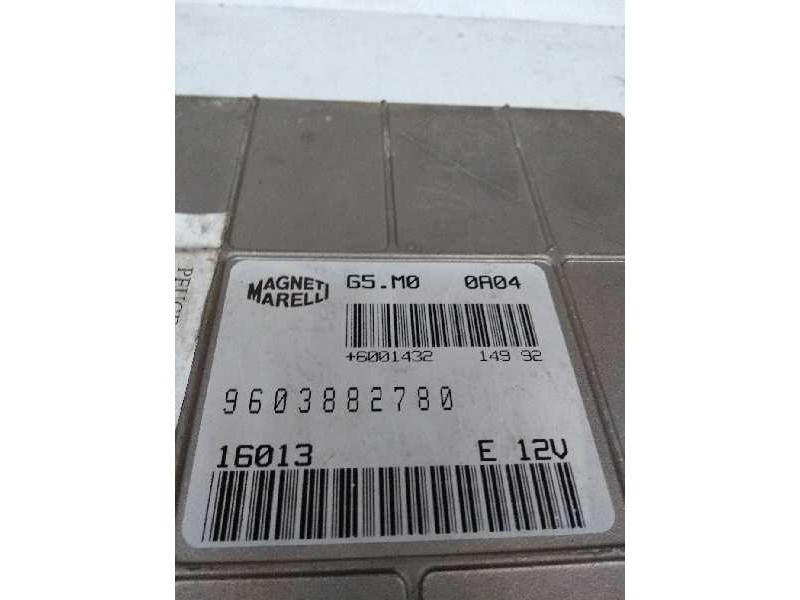 MAGNETI
MARELLI
G5.M0 0A04
+6001432 149 92
9603882780
16013 E 12V